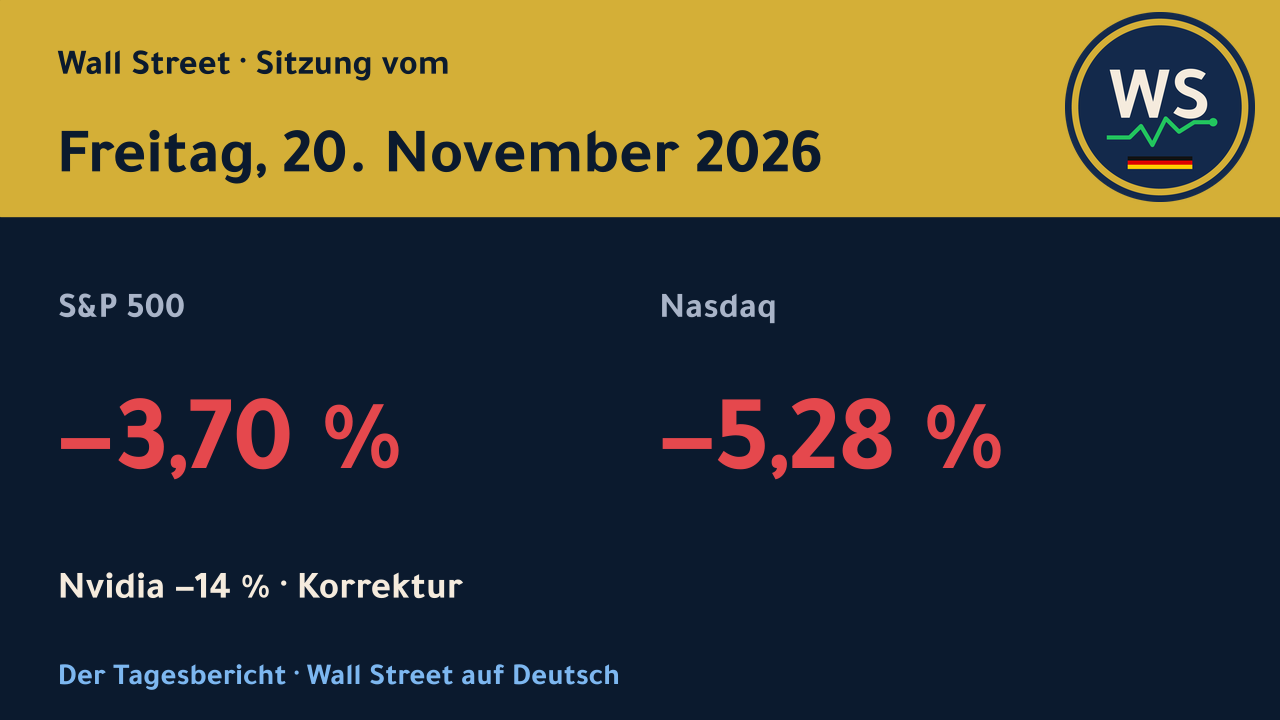 Wall Street · Sitzung vom
Freitag, 20. November 2026
WS
S&P 500
Nasdaq
–3,70 %
–5,28 %
Nvidia –14 % · Korrektur
Der Tagesbericht · Wall Street auf Deutsch